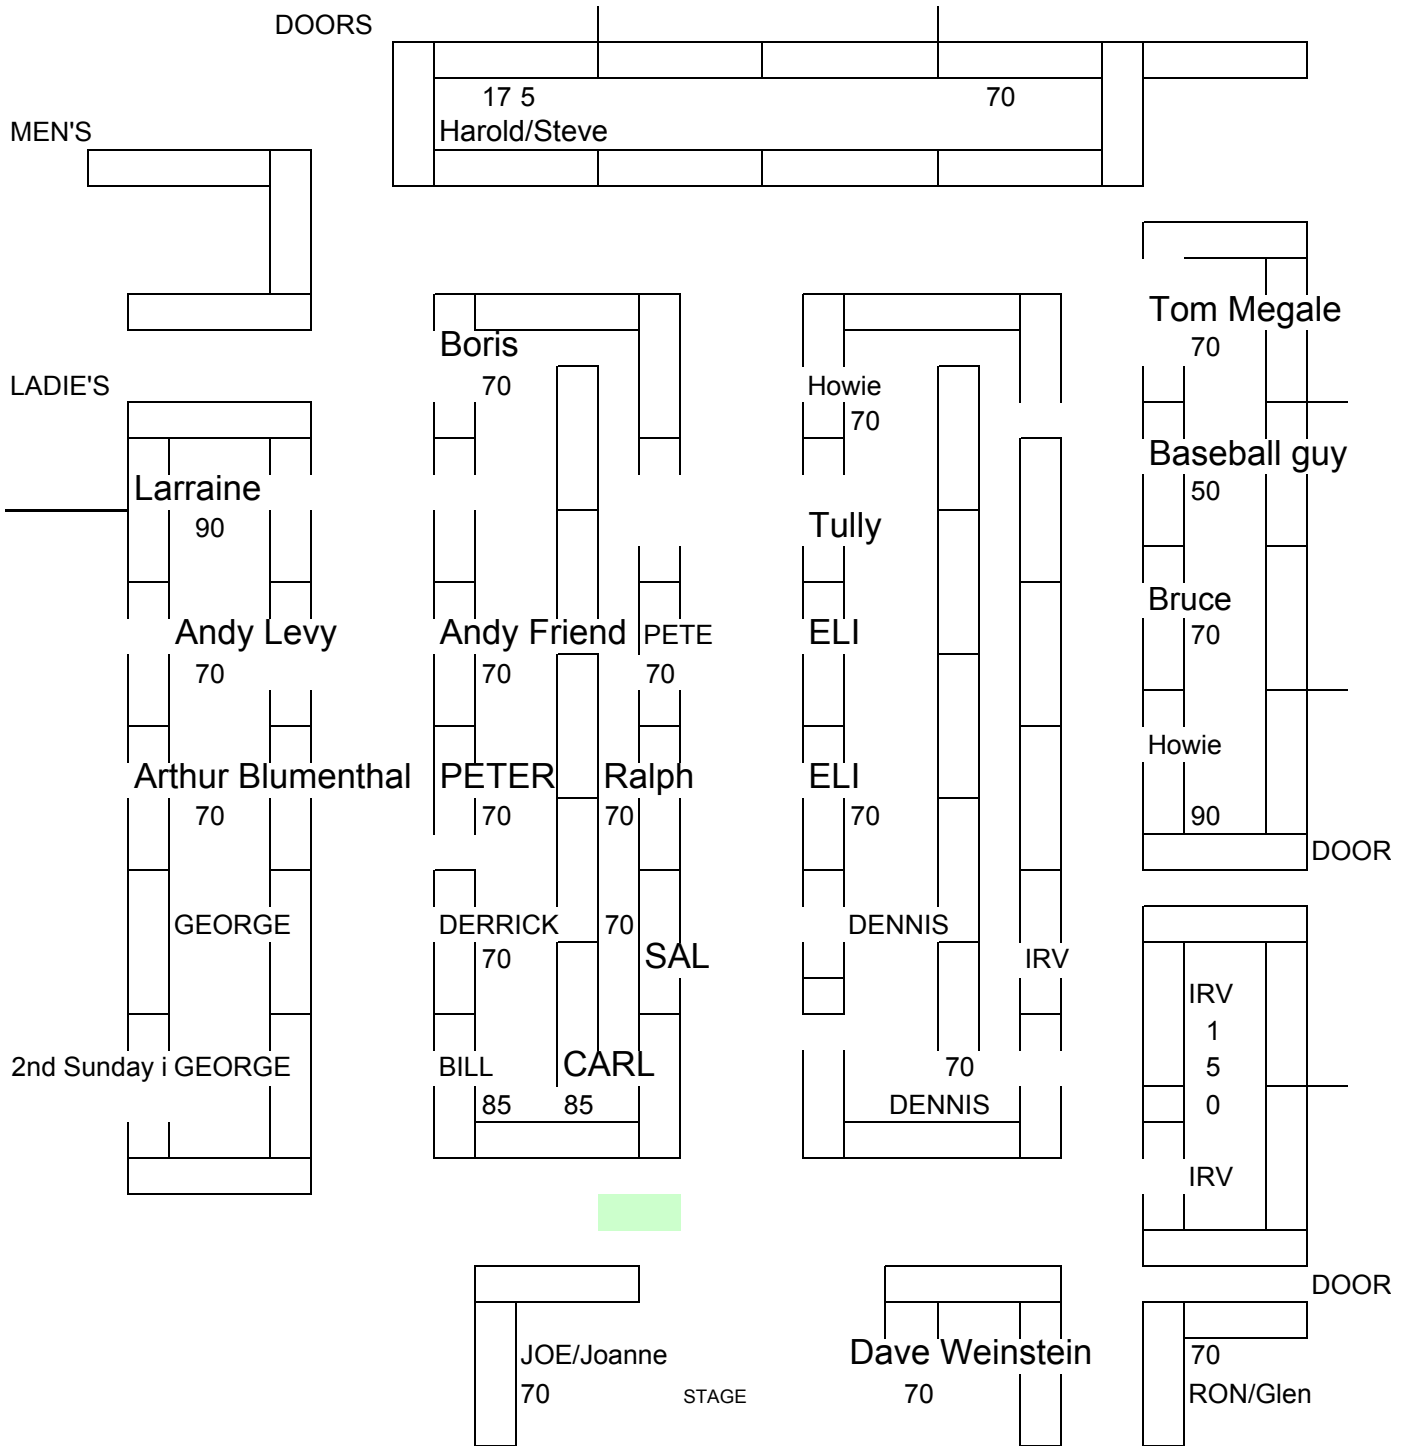 DOORS
17 5 70
MEN'S Harold/Steve
Tom Megale
Boris 70
LADIE'S 70 Howie
70
Baseball guy
Larraine 50
90 Tully
Bruce
Andy Levy Andy Friend PETE ELI 70
70 70 70
Howie
Arthur Blumenthal PETER Ralph ELI
70 70 70 70 90
DOOR
GEORGE DERRICK 70 DENNIS
70 SAL IRV
IRV
1
2nd Sunday i GEORGE BILL CARL 70 5
85 85 DENNIS 0
IRV
DOOR
JOE/Joanne Dave Weinstein 70
70 STAGE 70 RON/Glen